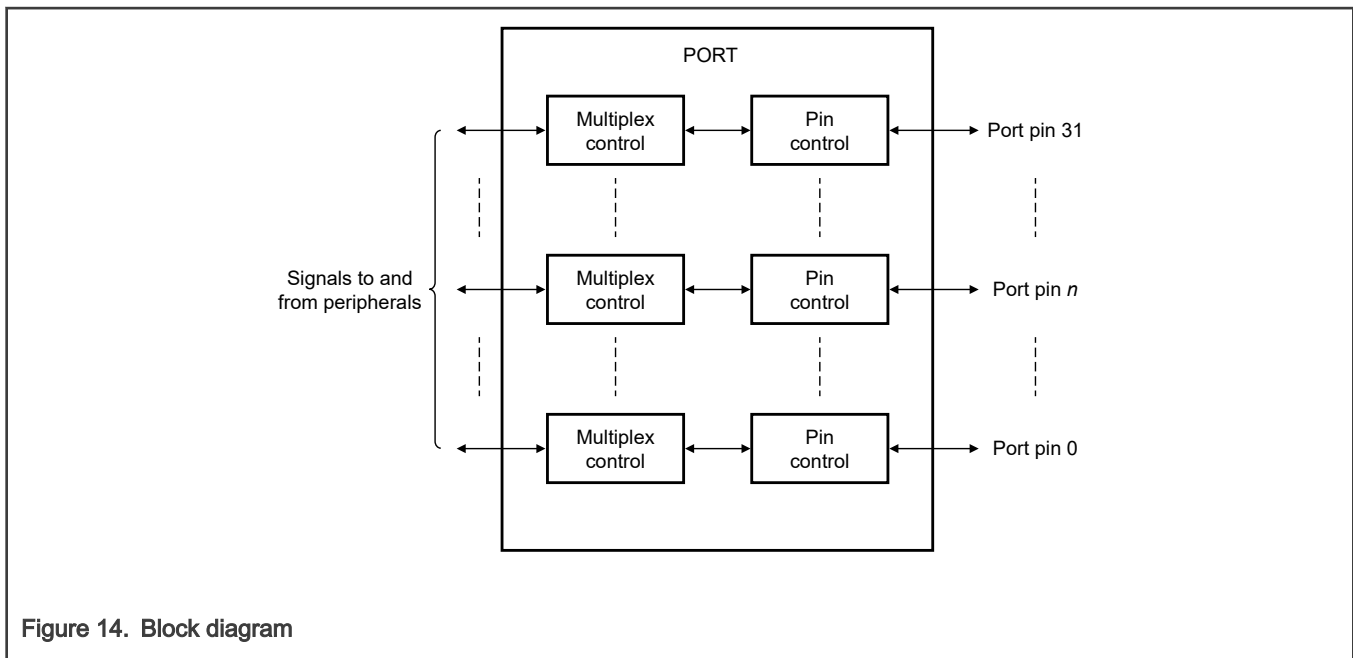 PORT
Multiplex
control
Pin
control
Port pin 31
Signals to and
from peripherals
Multiplex
control
Pin
control
Port pin n
Multiplex
control
Pin
control
Port pin 0
Figure 14. Block diagram